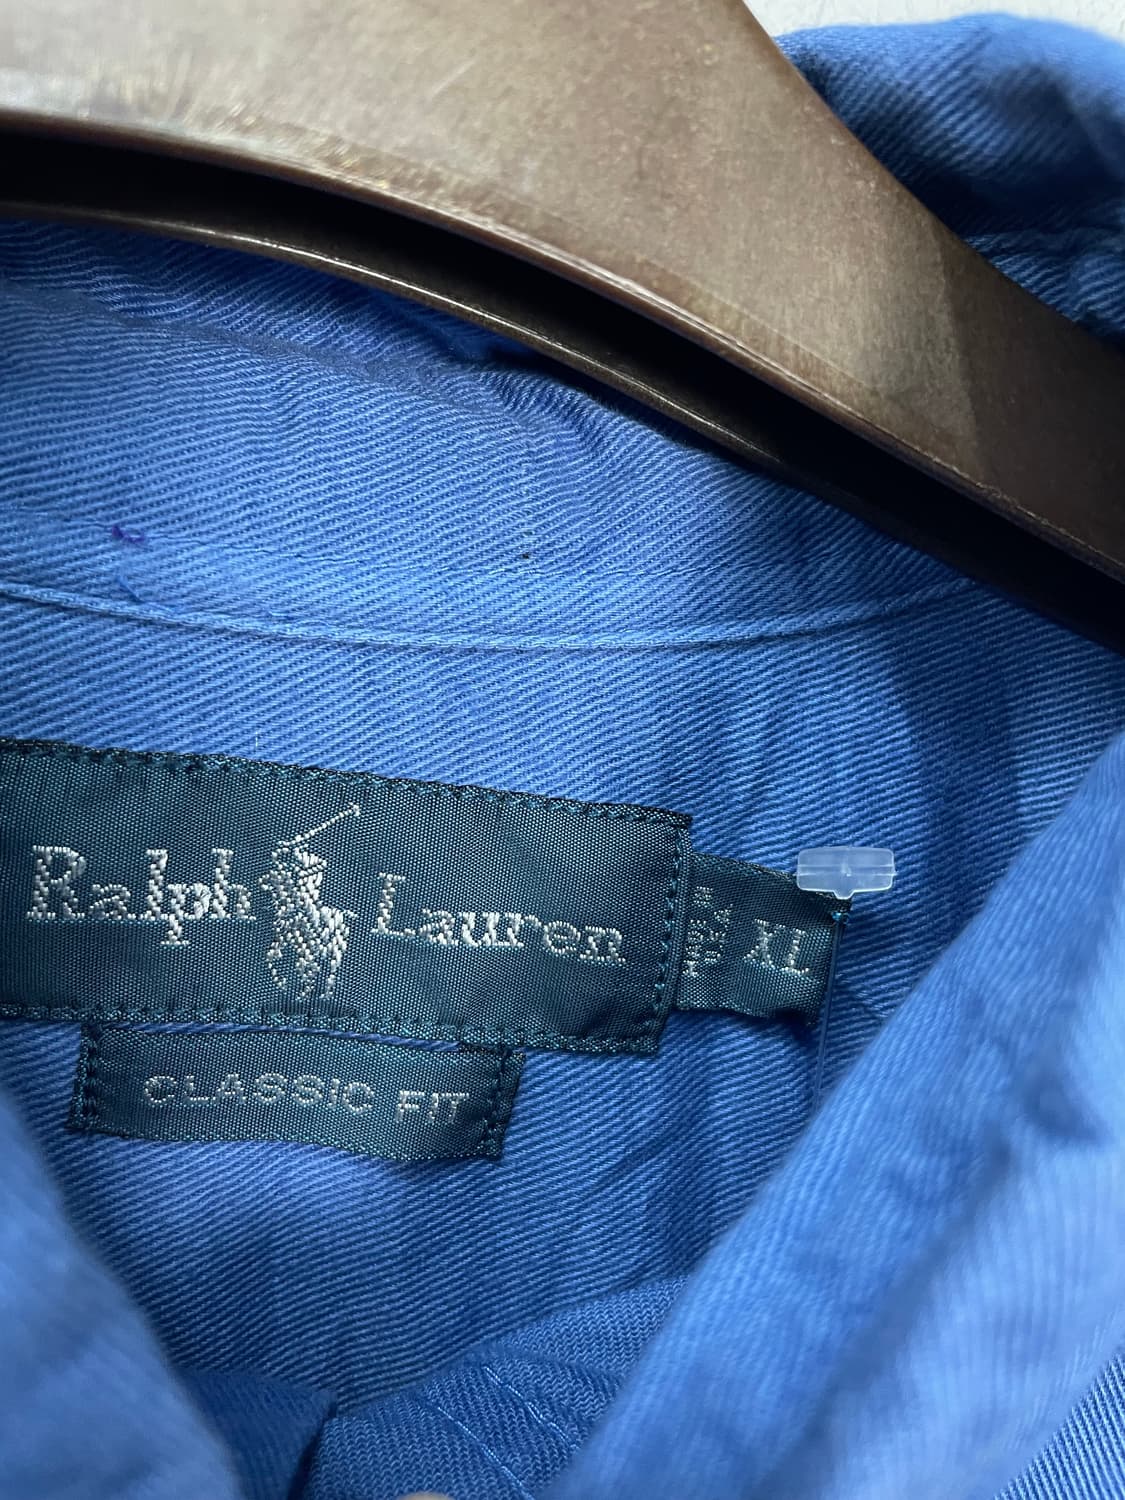 Ralph Lauren
XL
CLASSIC FIT